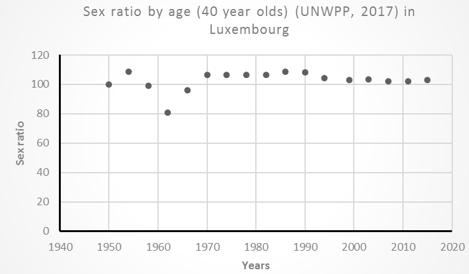 Sex ratio by age (40 year olds) (UNWPP, 2017) in
Luxembourg
120
100
80
60
40
20
0
Sex ratio
1940 1950 1960 1970 1980 1990 2000 2010 2020
Years